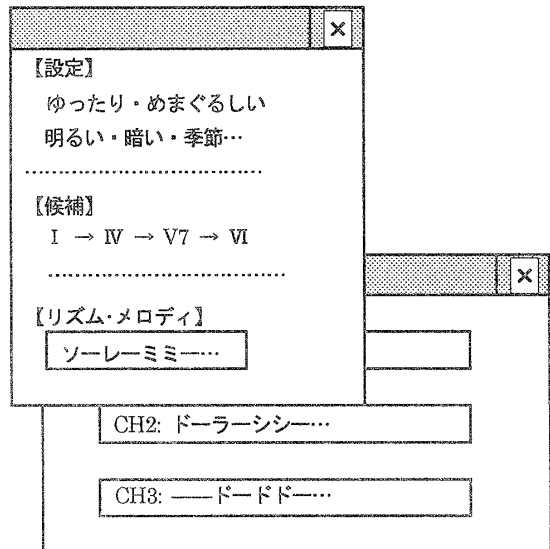 【設定】
ゆったり・めまぐるしい
明るい・暗い・季節…
【候補】
Ⅰ → Ⅳ → V7 → Ⅵ
【リズム・メロディ】
ソーレーミミー…
CH2: ドーラーシシー…
CH3: ――ドードドー…